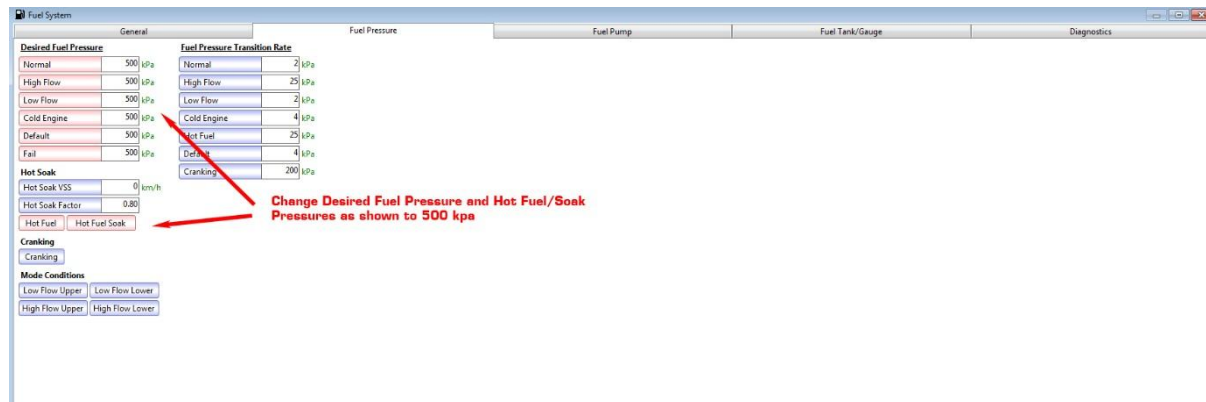 Fuel System
General Fuel Pressure Fuel Pump Fuel Tank/Gauge Diagnostics
Desired Fuel Pressure Fuel Pressure Transition Rate
Normal 500 kPa Normal 2 kPa
High Flow 500 kPa High Flow 25 kPa
Low Flow 500 kPa Low Flow 2 kPa
Cold Engine 500 kPa Cold Engine 4 kPa
Default 500 kPa Hot Fuel 25 kPa
Fail 500 kPa Default 4 kPa
Hot Soak Cranking 200 kPa
Hot Soak VSS 0 km/h
Hot Soak Factor 0.80
Change Desired Fuel Pressure and Hot Fuel/Soak
Pressures as shown to 500 kpa
Hot Fuel Hot Fuel Soak
Cranking
Cranking
Mode Conditions
Low Flow Upper Low Flow Lower
High Flow Upper High Flow Lower